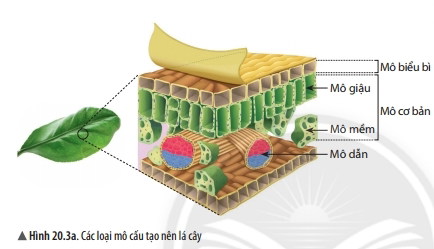 Mô biểu bì
Mô giậu
Mô cơ bản
Mô mềm
Mô dẫn
▲ Hình 20.3a. Các loại mô cấu tạo nên lá cây